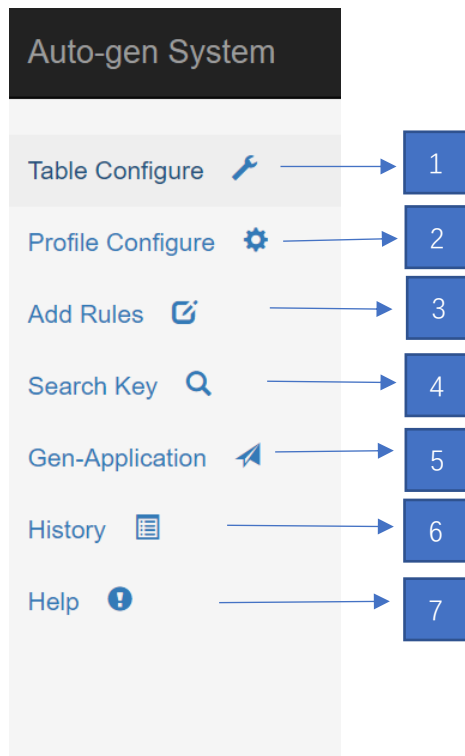 Auto-gen System
Table Configure 1
Profile Configure 2
Add Rules 3
Search Key 4
Gen-Application 5
History 6
Help 7